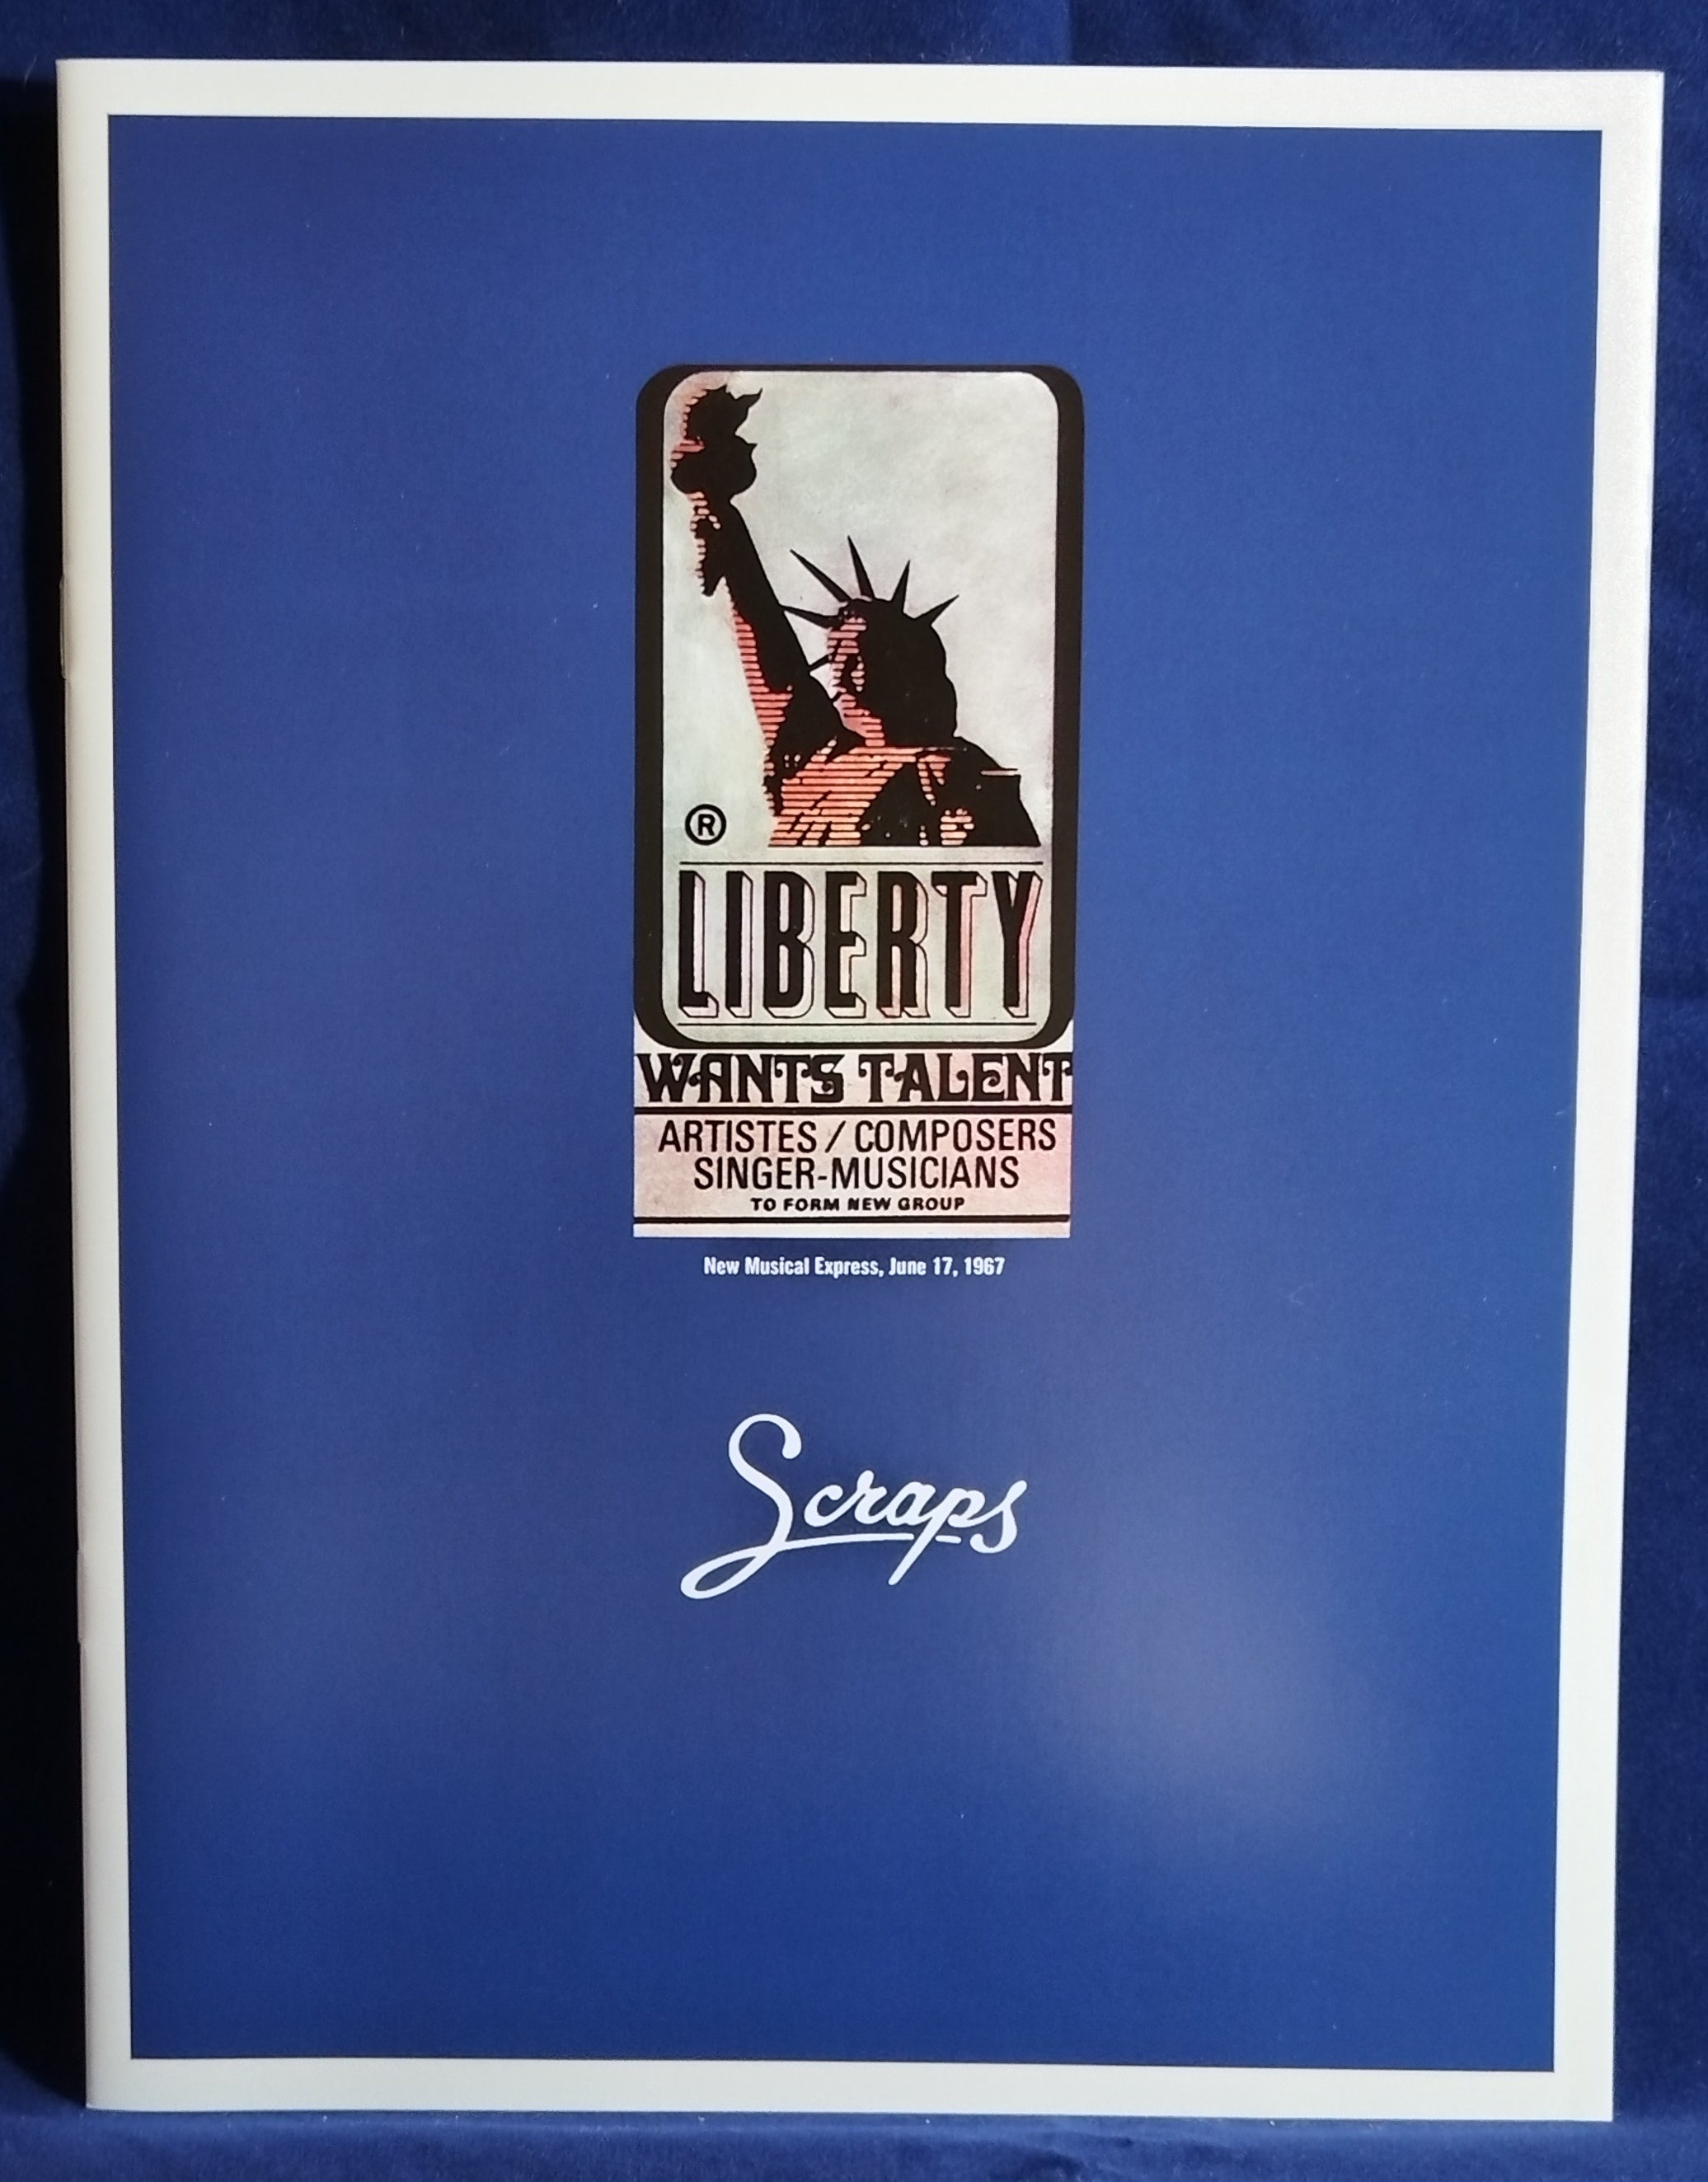 ®
LIBERTY
WANTS TALENT
ARTISTES / COMPOSERS
SINGER-MUSICIANS
TO FORM NEW GROUP
New Musical Express, June 17, 1967
Scraps